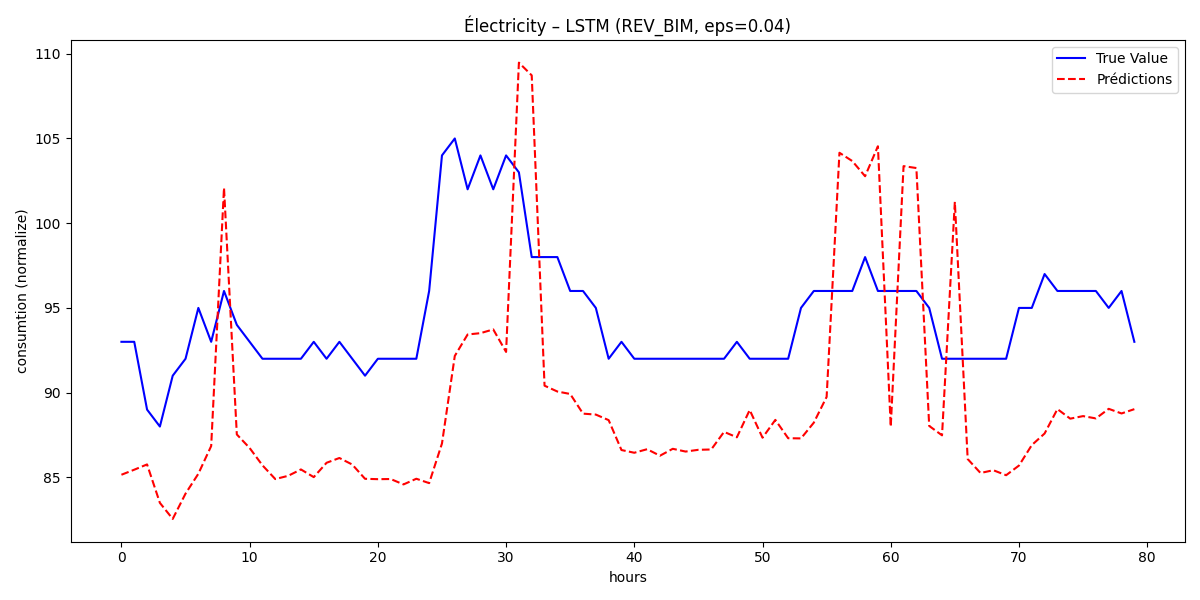 Électricity – LSTM (REV_BIM, eps=0.04)
True Value
Prédictions
consumtion (normalize)
110
105
100
95
90
85
0 10 20 30 40 50 60 70 80
hours